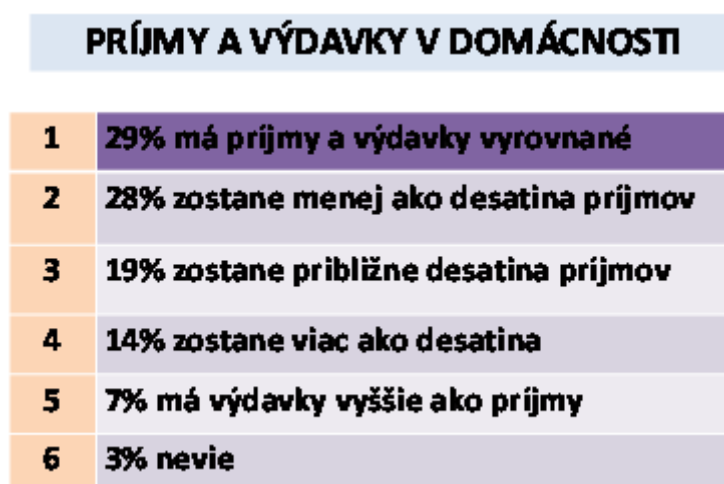 PRÍJMY A VÝDAVKY V DOMÁCNOSTI
1 29% má príjmy a výdavky vyrovnané
2 28% zostane menej ako desatina príjmov
3 19% zostane približne desatina príjmov
4 14% zostane viac ako desatina
5 7% má výdavky vyššie ako príjmy
6 3% nevie